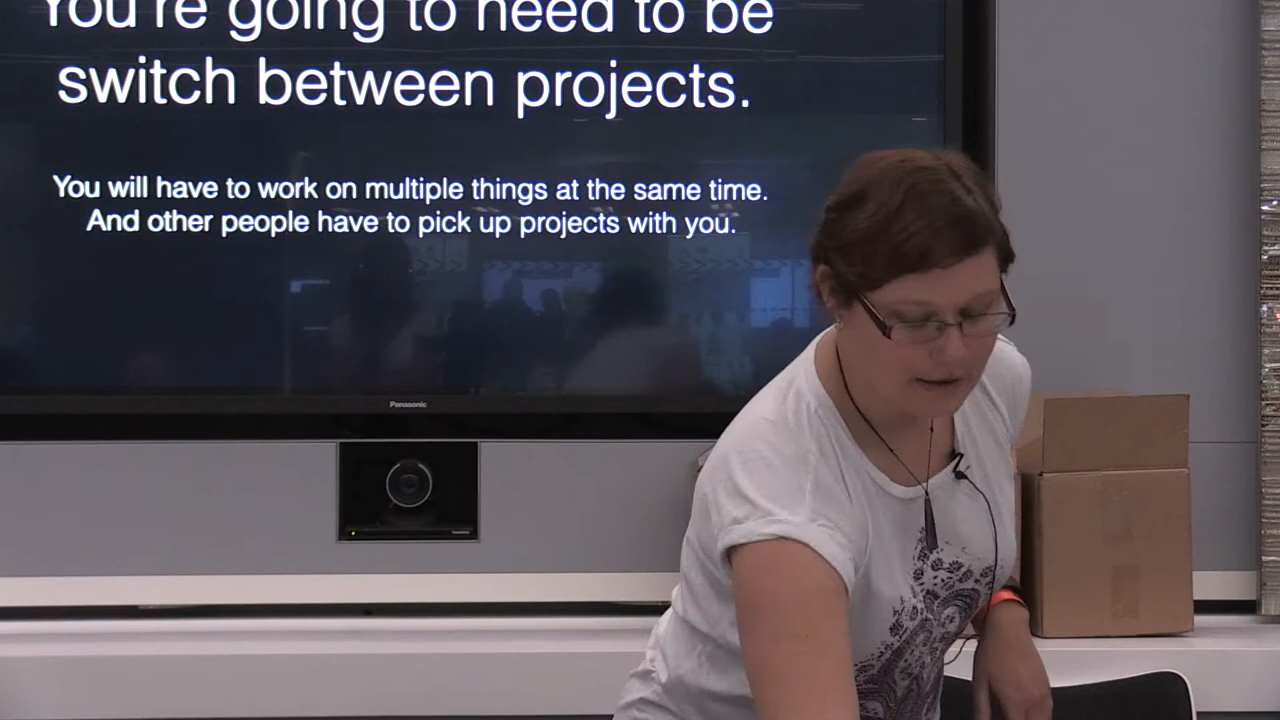 You're going to need to be
switch between projects.
You will have to work on multiple things at the same time.
And other people have to pick up projects with you.
Panasonic